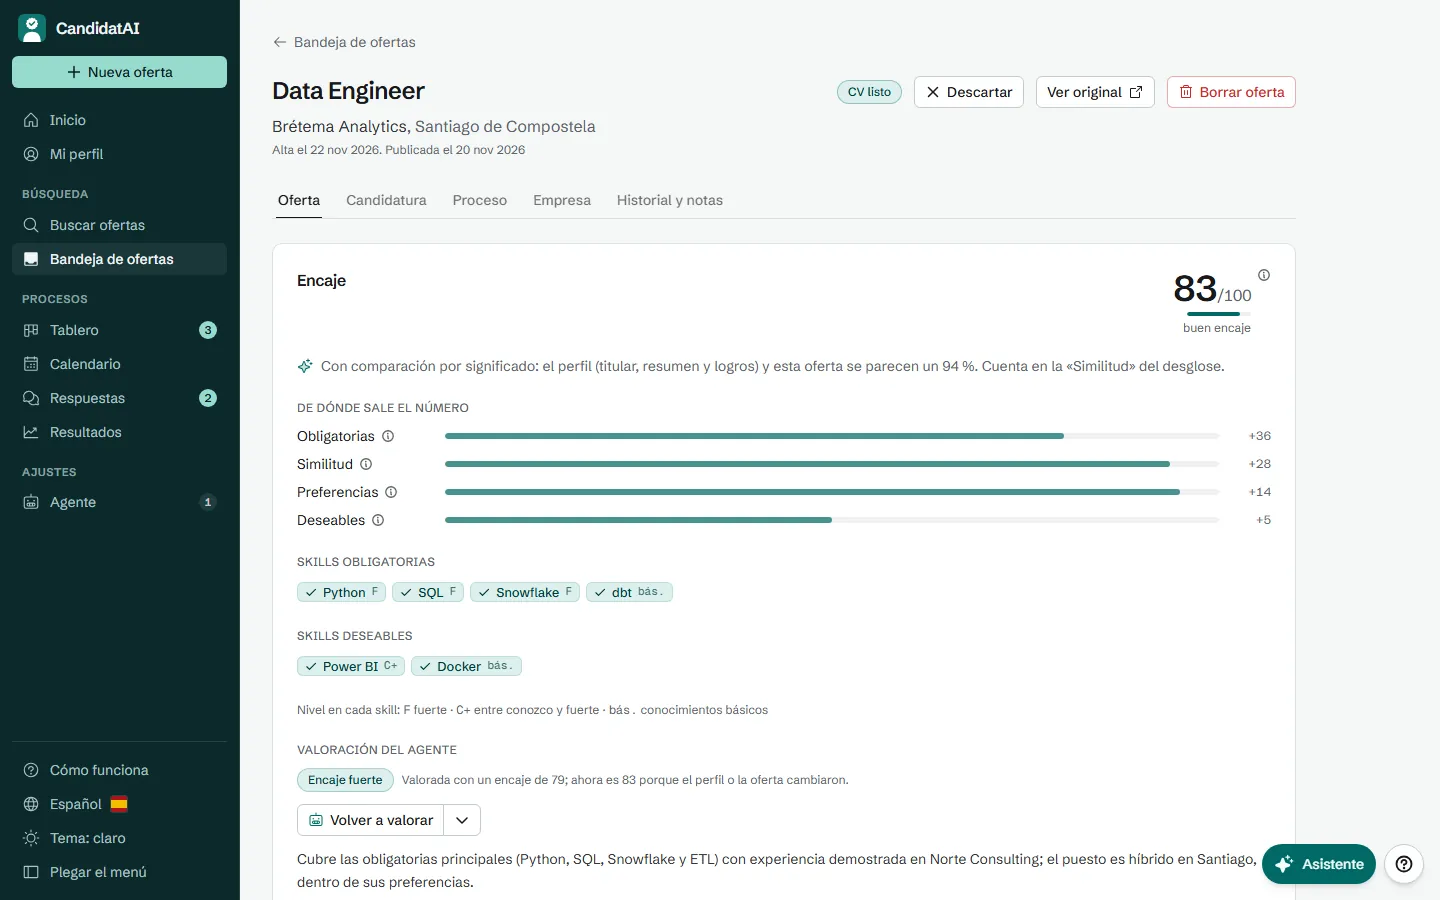 CandidatAI
Nueva oferta
Inicio
Mi perfil
BÚSQUEDA
Buscar ofertas
Bandeja de ofertas
PROCESOS
Tablero 3
Calendario
Respuestas 2
Resultados
AJUSTES
Agente 1
Cómo funciona
Español
Tema: claro
Plegar el menú
Bandeja de ofertas
Data Engineer
CV listo
Descartar
Ver original
Borrar oferta
Brétema Analytics, Santiago de Compostela
Alta el 22 nov 2026. Publicada el 20 nov 2026
Oferta Candidatura Proceso Empresa Historial y notas
Encaje
83/100
buen encaje
Con comparación por significado: el perfil (titular, resumen y logros) y esta oferta se parecen un 94 %. Cuenta en la «Similitud» del desglose.
DE DÓNDE SALE EL NÚMERO
Obligatorias +36
Similitud +28
Preferencias +14
Deseables +5
SKILLS OBLIGATORIAS
Python F SQL F Snowflake F dbt bás.
SKILLS DESEABLES
Power BI C+ Docker bás.
Nivel en cada skill: F fuerte · C+ entre conozco y fuerte · bás. conocimientos básicos
VALORACIÓN DEL AGENTE
Encaje fuerte Valorada con un encaje de 79; ahora es 83 porque el perfil o la oferta cambiaron.
Volver a valorar
Cubre las obligatorias principales (Python, SQL, Snowflake y ETL) con experiencia demostrada en Norte Consulting; el puesto es híbrido en Santiago,
dentro de sus preferencias.
Asistente